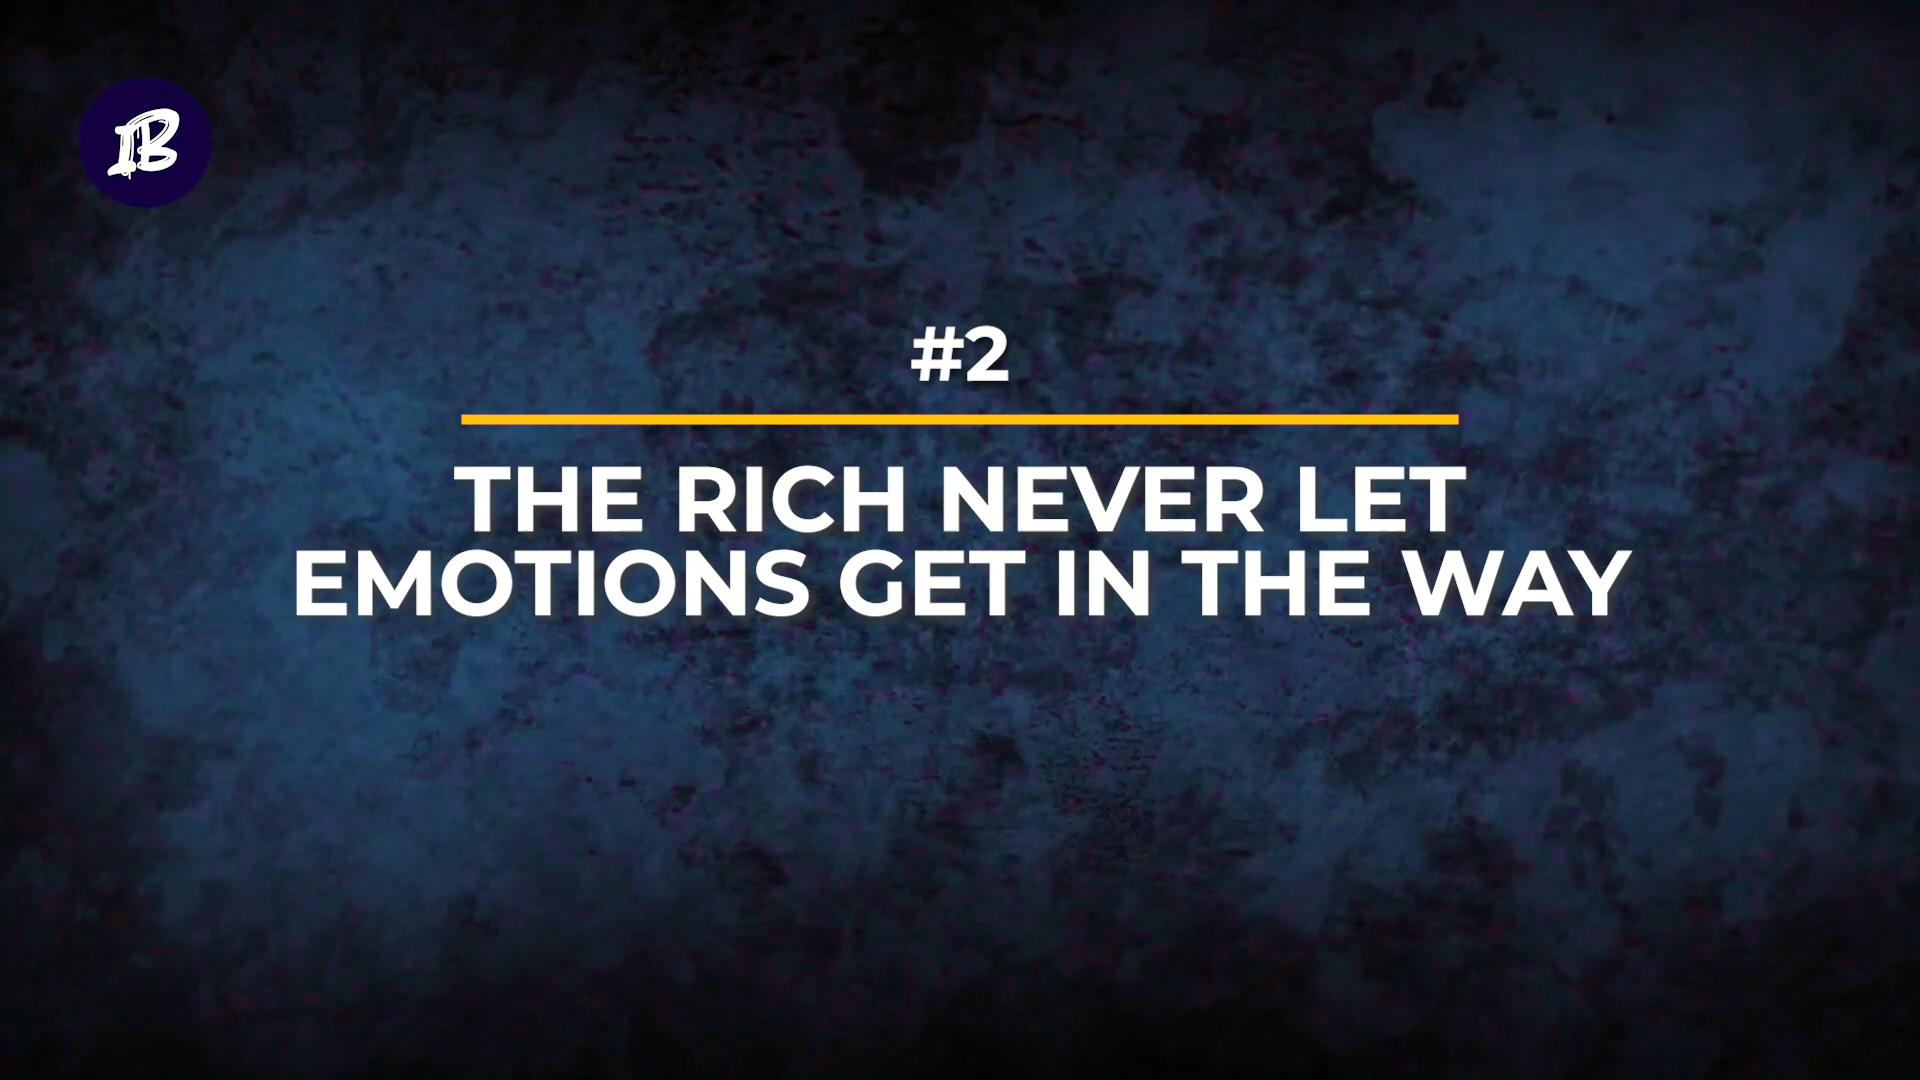 B
#2
THE RICH NEVER LET
EMOTIONS GET IN THE WAY